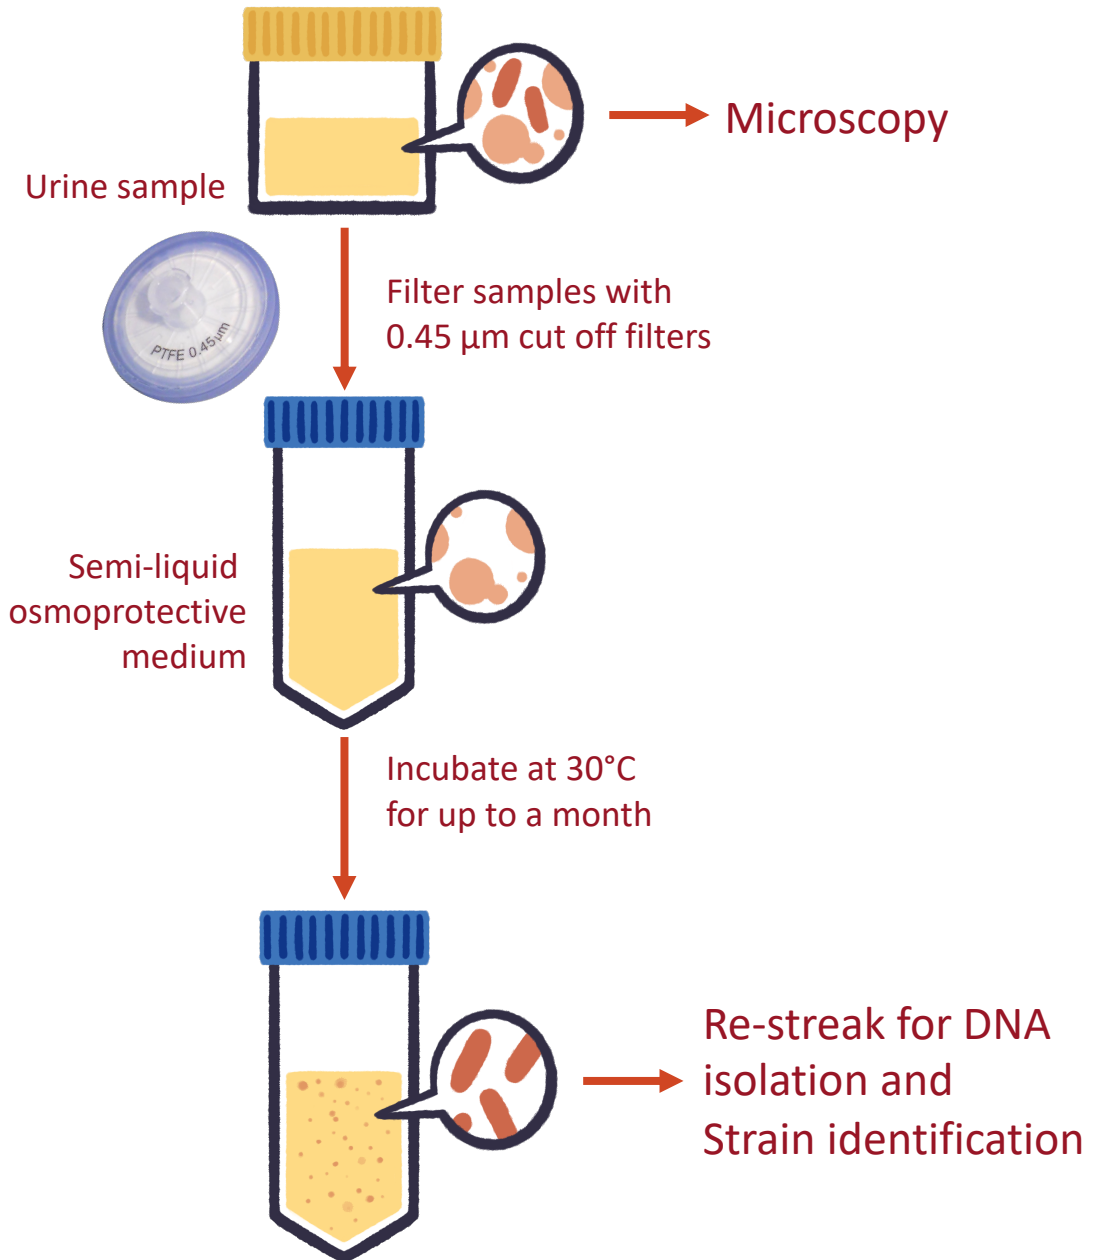 Microscopy
Urine sample
Filter samples with
0.45 µm cut off filters
PTFE 0.45µm
Semi-liquid
osmoprotective
medium
Incubate at 30°C
for up to a month
Re-streak for DNA
isolation and
Strain identification